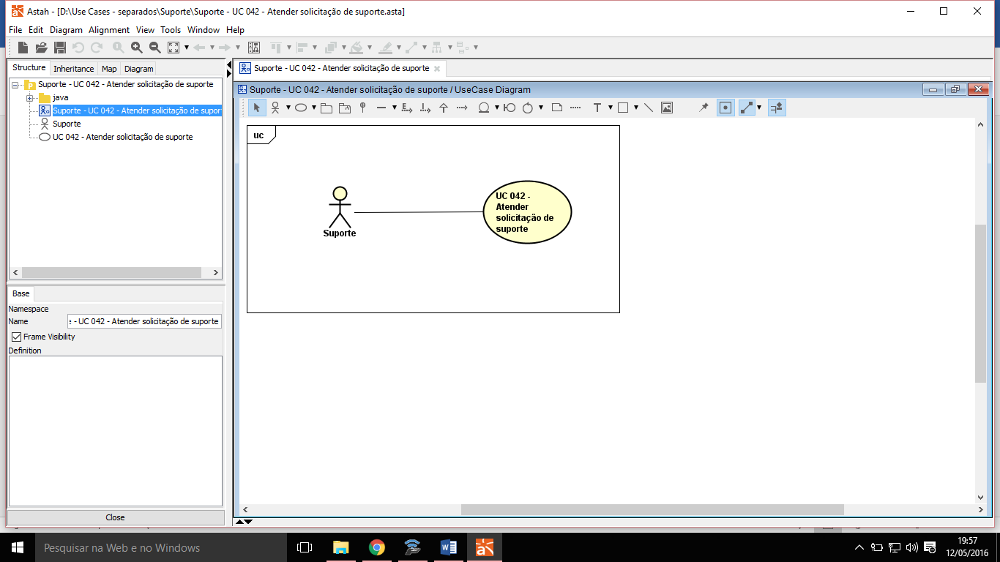 Astah - [D:\Use Cases - separados\Suporte\Suporte - UC 042 - Atender solicitação de suporte.asta]
File Edit Diagram Alignment View Tools Window Help
Structure Inheritance Map Diagram
Suporte - UC 042 - Atender solicitação de suporte
java
Suporte - UC 042 - Atender solicitação de supor
Suporte
UC 042 - Atender solicitação de suporte
Base
Namespace
Name - UC 042 - Atender solicitação de suporte
Frame Visibility
Definition
Close
Suporte - UC 042 - Atender solicitação de suporte
Suporte - UC 042 - Atender solicitação de suporte / UseCase Diagram
T
uc
Suporte
UC 042 -
Atender
solicitação de
suporte
Pesquisar na Web e no Windows
19:57
12/05/2016